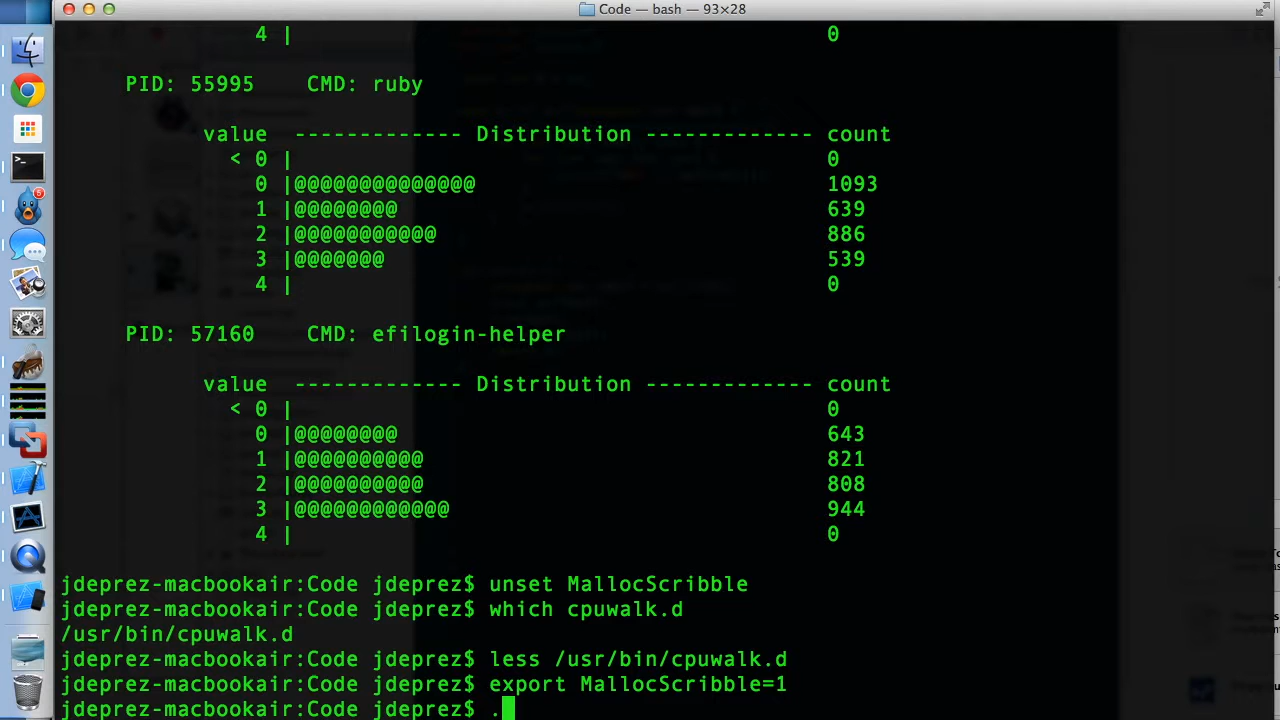 Code — bash — 93×28
4 | 0
PID: 55995 CMD: ruby
value ------------- Distribution ------------- count
< 0 | 0
0 |@@@@@@@@@@@@@@ 1093
1 |@@@@@@@@ 639
2 |@@@@@@@@@@@ 886
3 |@@@@@@@ 539
4 | 0
PID: 57160 CMD: efilogin-helper
value ------------- Distribution ------------- count
< 0 | 0
0 |@@@@@@@@ 643
1 |@@@@@@@@@@ 821
2 |@@@@@@@@@@ 808
3 |@@@@@@@@@@@@ 944
4 | 0
jdeprez-macbookair:Code jdeprez$ unset MallocScribble
jdeprez-macbookair:Code jdeprez$ which cpuwalk.d
/usr/bin/cpuwalk.d
jdeprez-macbookair:Code jdeprez$ less /usr/bin/cpuwalk.d
jdeprez-macbookair:Code jdeprez$ export MallocScribble=1
jdeprez-macbookair:Code jdeprez$ .
5